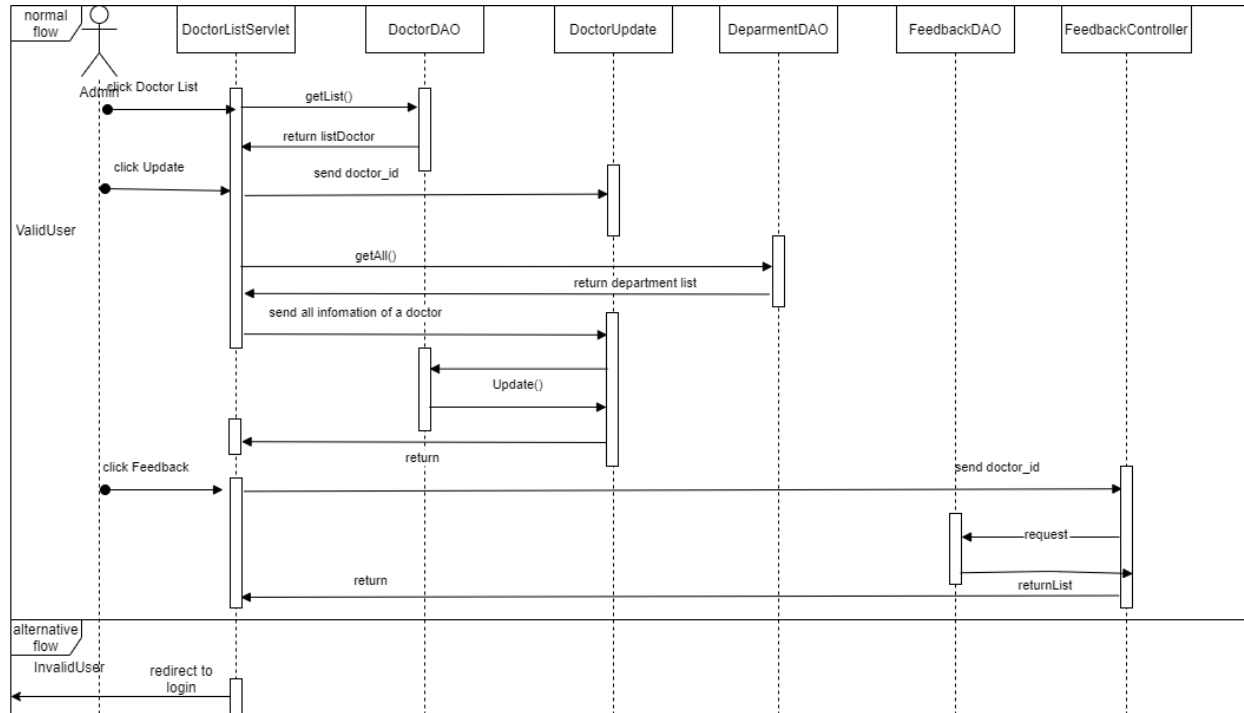 normal
flow
DoctorListServlet
DoctorDAO
DoctorUpdate
DeparmentDAO
FeedbackDAO
FeedbackController
Admin
click Doctor List
getList()
return listDoctor
click Update
send doctor_id
ValidUser
getAll()
return department list
send all infomation of a doctor
Update()
return
click Feedback
send doctor_id
request
return
returnList
alternative
flow
InvalidUser
redirect to
login